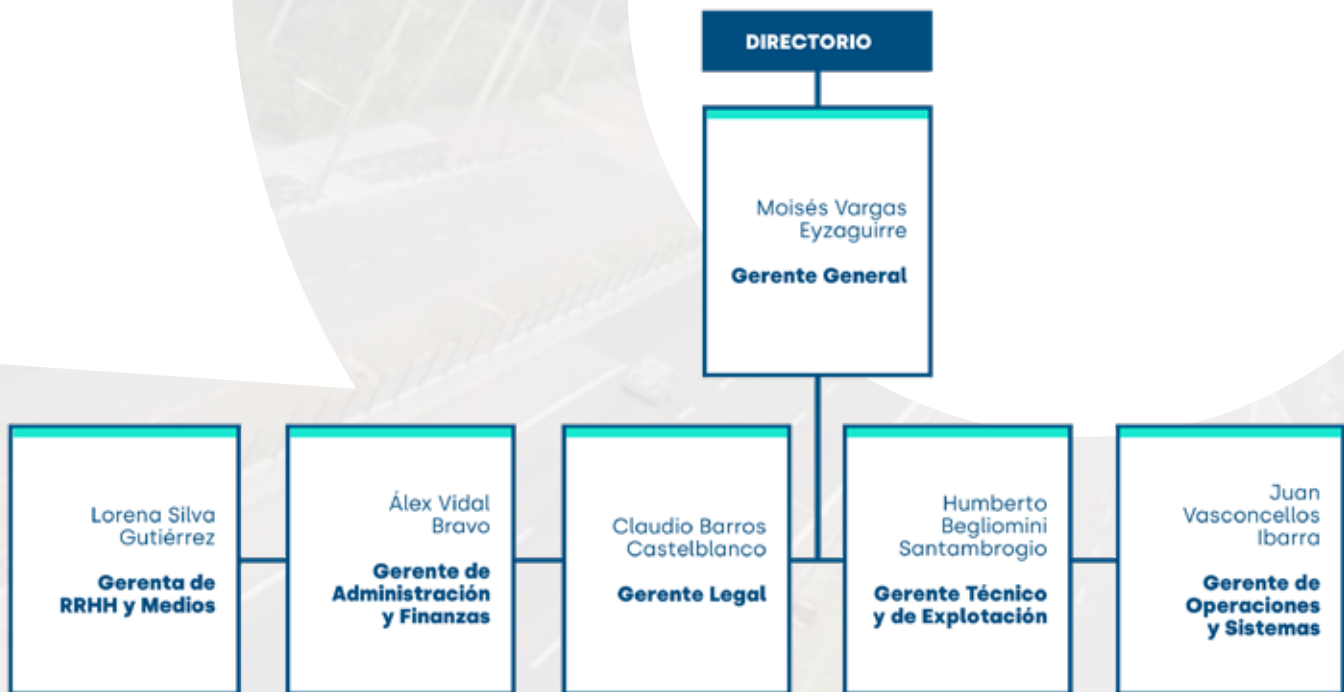 DIRECTORIO
Moisés Vargas
Eyzaguirre
Gerente General
Lorena Silva
Gutiérrez
Gerenta de
RRHH y Medios
Álex Vidal
Bravo
Gerente de
Administración
y Finanzas
Claudio Barros
Castelblanco
Gerente Legal
Humberto
Begliomini
Santambrogio
Gerente Técnico
y de Explotación
Juan
Vasconcellos
Ibarra
Gerente de
Operaciones
y Sistemas